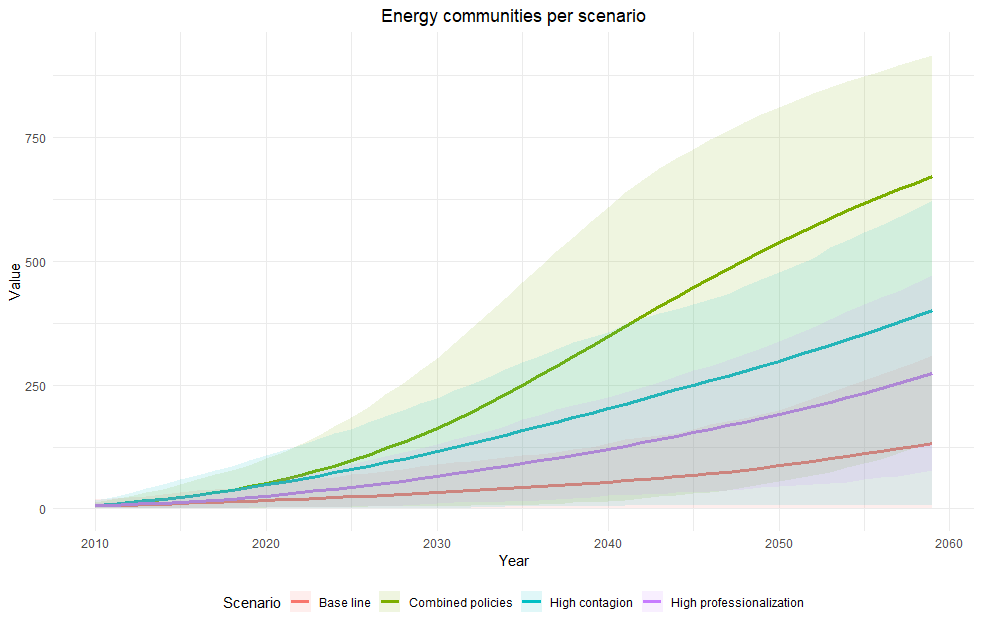 Energy communities per scenario
Value
750
500
250
0
2010 2020 2030 2040 2050 2060
Year
Scenario Base line Combined policies High contagion High professionalization